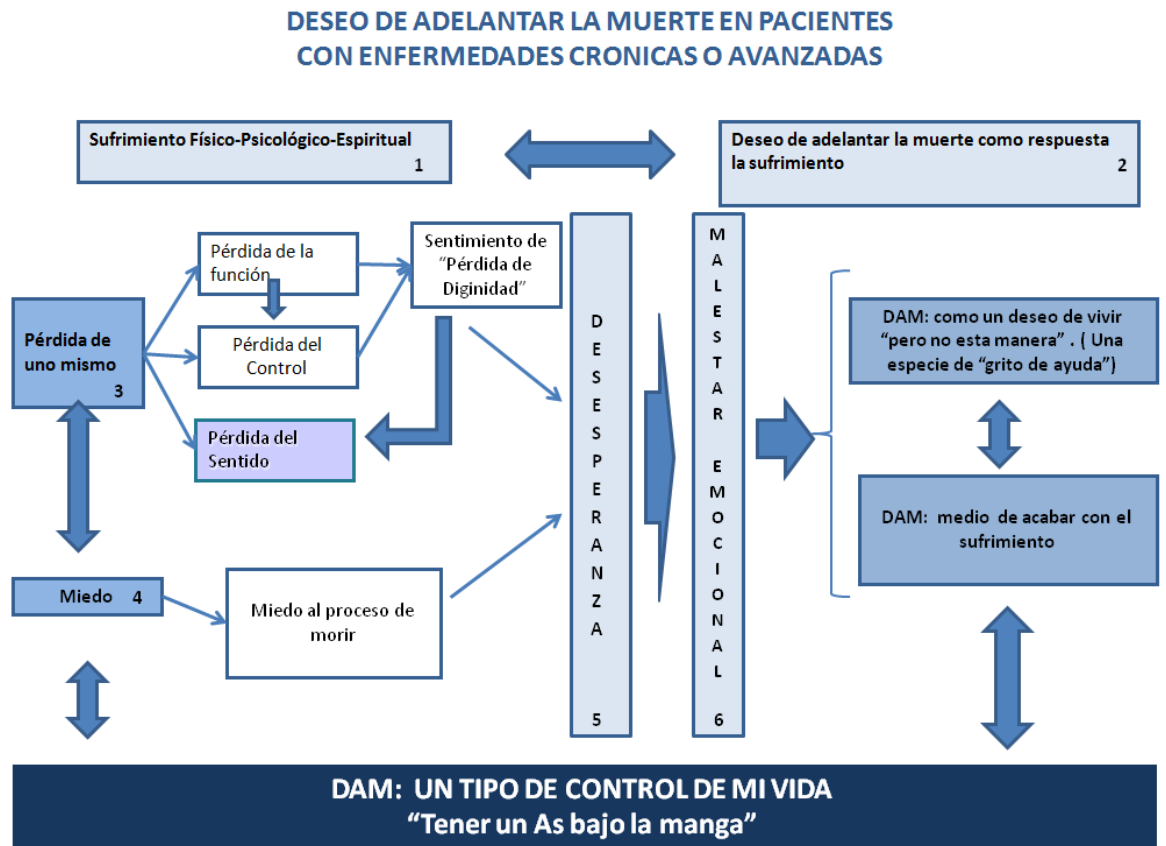 DESEO DE ADELANTAR LA MUERTE EN PACIENTES
CON ENFERMEDADES CRONICAS O AVANZADAS
Sufrimiento Físico-Psicológico-Espiritual
1
Deseo de adelantar la muerte como respuesta
la sufrimiento
2
Pérdida de
uno mismo
3
Pérdida de la
función
Pérdida del
Control
Pérdida del
Sentido
Sentimiento de
“Pérdida de
Diginidad”
Miedo 4
Miedo al proceso de
morir
DESESPERANZA
5
MALESTAR EMOCIONAL
6
DAM: como un deseo de vivir
“pero no esta manera” . ( Una
especie de “grito de ayuda”)
DAM: medio de acabar con el
sufrimiento
DAM: UN TIPO DE CONTROL DE MI VIDA
“Tener un As bajo la manga”